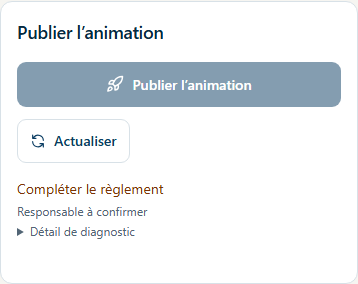 Publier l’animation
Publier l’animation
Actualiser
Compléter le règlement
Responsable à confirmer
Détail de diagnostic